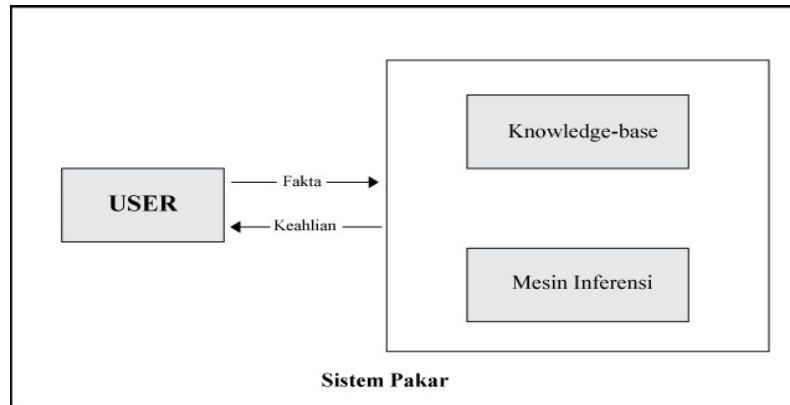 Knowledge-base
Fakta
USER
Keahlian
Mesin Inferensi
Sistem Pakar